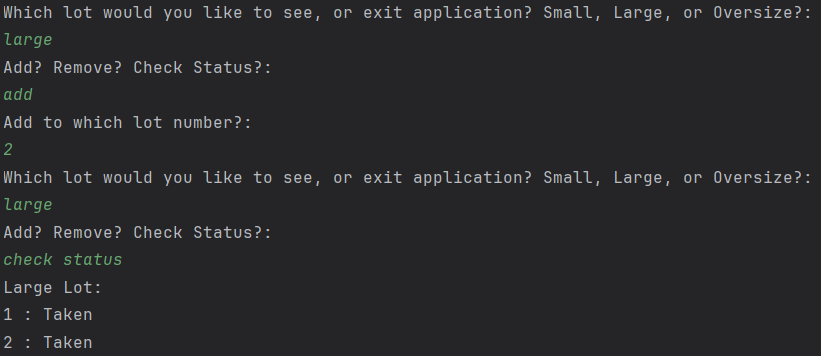 Which lot would you like to see, or exit application? Small, Large, or Oversize?:
large
Add? Remove? Check Status?:
add
Add to which lot number?:
2
Which lot would you like to see, or exit application? Small, Large, or Oversize?:
large
Add? Remove? Check Status?:
check status
Large Lot:
1 : Taken
2 : Taken